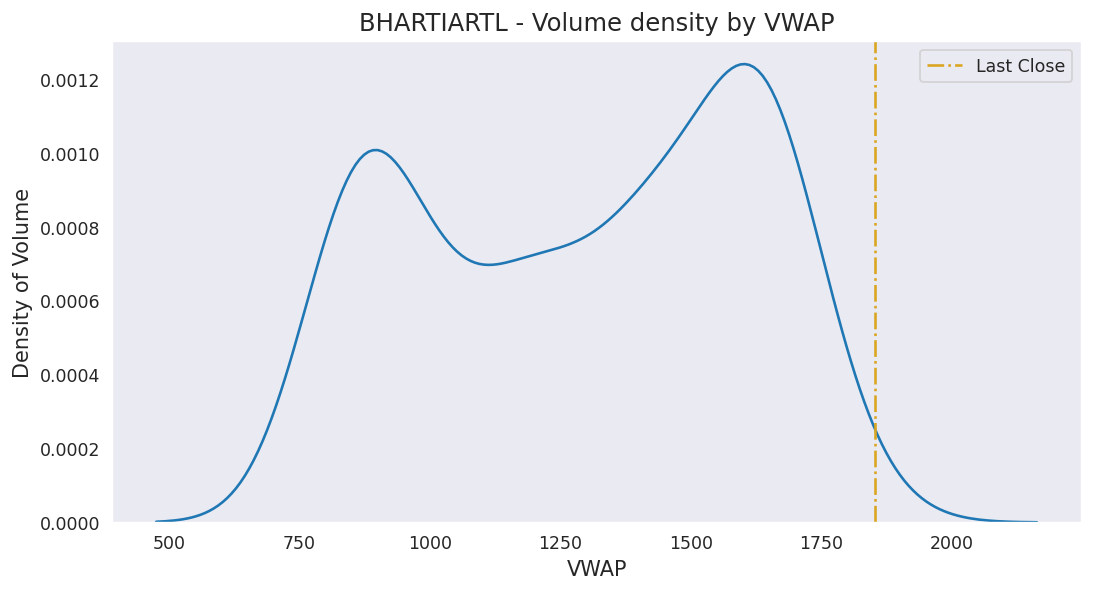 BHARTIARTL - Volume density by VWAP
Last Close
Density of Volume
0.0012
0.0010
0.0008
0.0006
0.0004
0.0002
0.0000
500 750 1000 1250 1500 1750 2000
VWAP